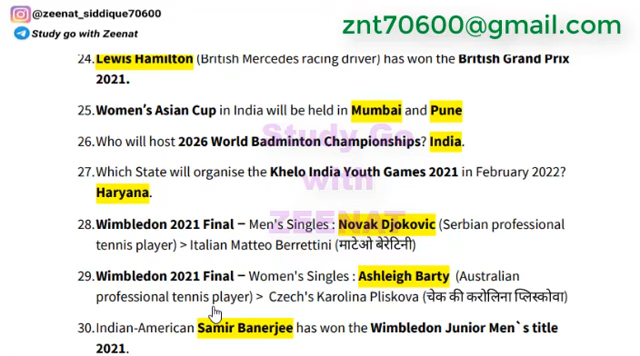 @zeenat_siddique70600
znt70600@gmail.com
Study go with Zeenat
24. Lewis Hamilton (British Mercedes racing driver) has won the British Grand Prix
2021.
25. Women's Asian Cup in India will be held in Mumbai and Pune
26. Who will host 2026 World Badminton Championships? India.
27. Which State will organise the Khelo India Youth Games 2021 in February 2022?
Haryana.
28. Wimbledon 2021 Final – Men's Singles : Novak Djokovic (Serbian professional
tennis player) > Italian Matteo Berrettini (माटेओ बेरेटिनी)
29. Wimbledon 2021 Final – Women's Singles : Ashleigh Barty (Australian
professional tennis player) > Czech's Karolina Pliskova (चेक की करोलिना प्लिस्कोवा)
30. Indian-American Samir Banerjee has won the Wimbledon Junior Men`s title
2021.
Study Go
with
ZEENAT